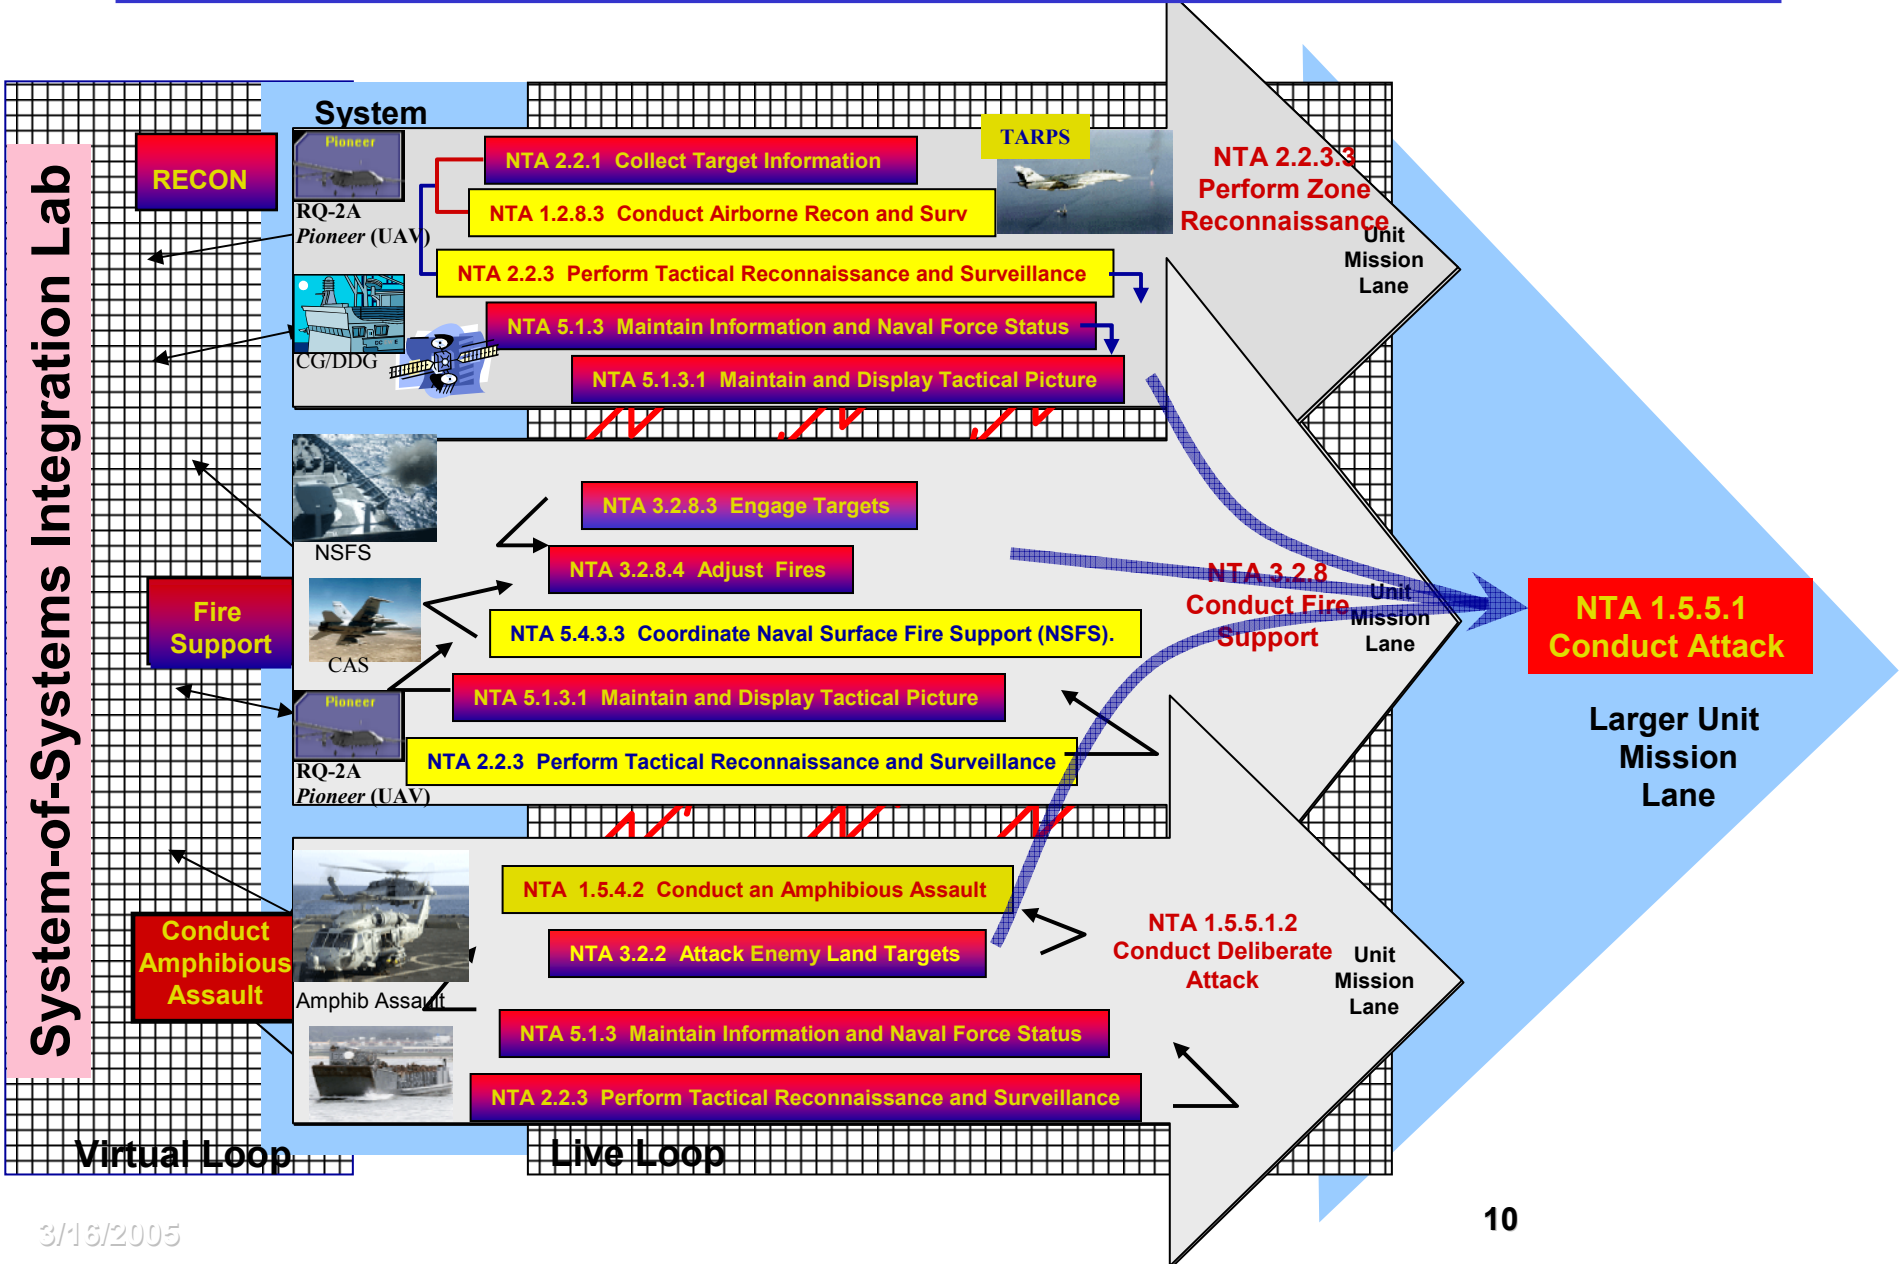 System-of-Systems Integration Lab
System
RECON
Pioneer
RQ-2A
Pioneer (UAV)
CG/DDG
NTA 2.2.1 Collect Target Information
TARPS
NTA 1.2.8.3 Conduct Airborne Recon and Surv
NTA 2.2.3 Perform Tactical Reconnaissance and Surveillance
NTA 5.1.3 Maintain Information and Naval Force Status
NTA 5.1.3.1 Maintain and Display Tactical Picture
NTA 2.2.3.3
Perform Zone
Reconnaissance
Unit
Mission
Lane
Fire
Support
NSFS
CAS
Pioneer
RQ-2A
Pioneer (UAV)
NTA 3.2.8.3 Engage Targets
NTA 3.2.8.4 Adjust Fires
NTA 5.4.3.3 Coordinate Naval Surface Fire Support (NSFS).
NTA 5.1.3.1 Maintain and Display Tactical Picture
NTA 2.2.3 Perform Tactical Reconnaissance and Surveillance
NTA 3.2.8
Conduct Fire
Support
Unit
Mission
Lane
NTA 1.5.5.1
Conduct Attack
Larger Unit
Mission
Lane
Conduct
Amphibious
Assault
Amphib Assault
NTA 1.5.4.2 Conduct an Amphibious Assault
NTA 3.2.2 Attack Enemy Land Targets
NTA 5.1.3 Maintain Information and Naval Force Status
NTA 2.2.3 Perform Tactical Reconnaissance and Surveillance
NTA 1.5.5.1.2
Conduct Deliberate
Attack
Unit
Mission
Lane
Virtual Loop
Live Loop
3/16/2005
10